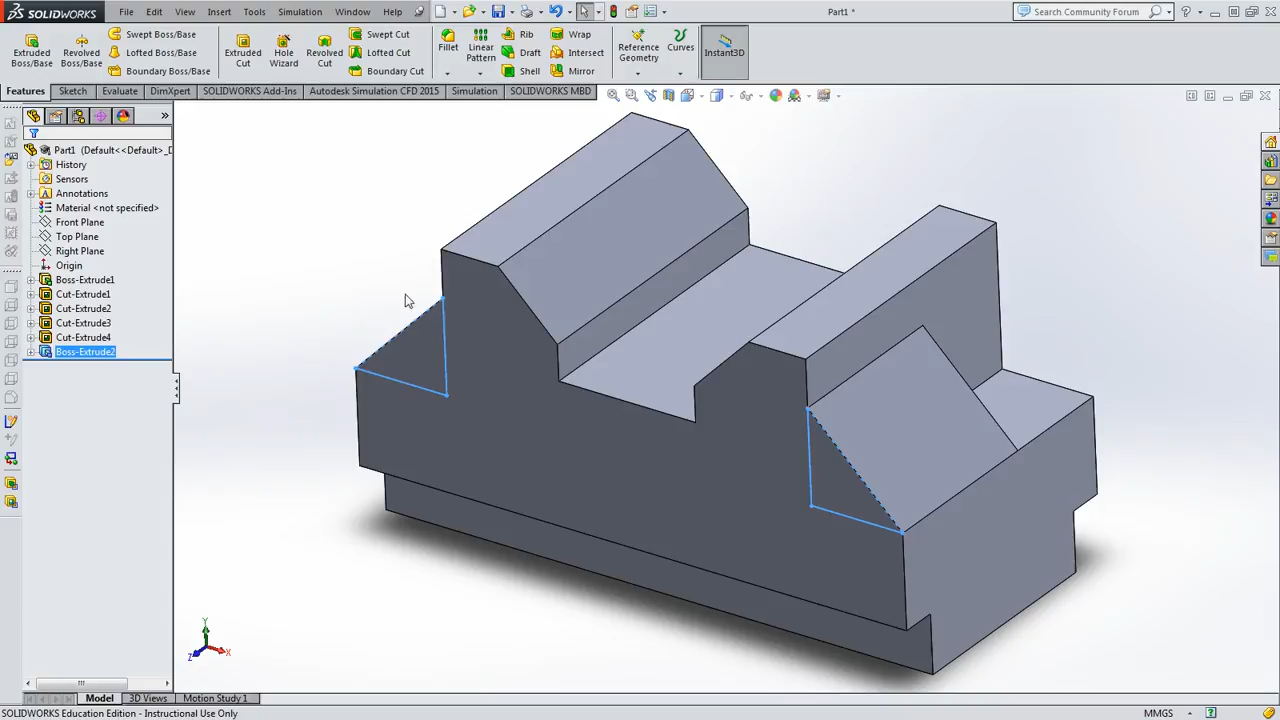 SOLIDWORKS File Edit View Insert Tools Simulation Window Help Part1 * Search Community Forum
Extruded Boss/Base
Revolved Boss/Base
Swept Boss/Base
Lofted Boss/Base
Boundary Boss/Base
Extruded Cut
Hole Wizard
Revolved Cut
Swept Cut
Lofted Cut
Boundary Cut
Fillet
Linear Pattern
Rib
Draft
Shell
Wrap
Intersect
Mirror
Reference Geometry
Curves
Instant3D
Features Sketch Evaluate DimXpert SOLIDWORKS Add-Ins Autodesk Simulation CFD 2015 Simulation SOLIDWORKS MBD
Part1 (Default<<Default>_D
History
Sensors
Annotations
Material <not specified>
Front Plane
Top Plane
Right Plane
Origin
Boss-Extrude1
Cut-Extrude1
Cut-Extrude2
Cut-Extrude3
Cut-Extrude4
Boss-Extrude2
Y
Z X
Model 3D Views Motion Study 1
SOLIDWORKS Education Edition - Instructional Use Only MMGS